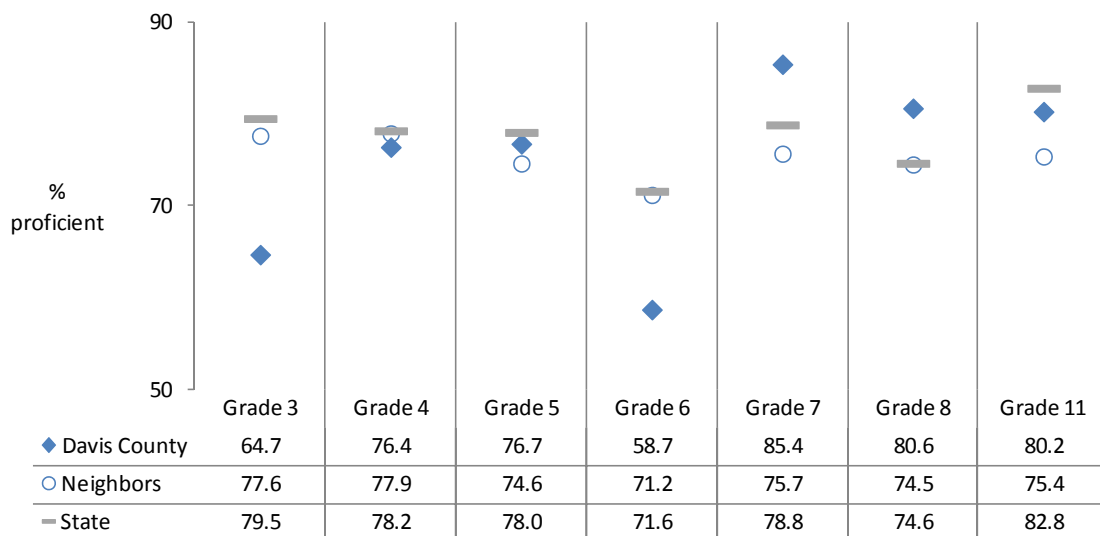 90
%
proficient
70
50
Grade 3 Grade 4 Grade 5 Grade 6 Grade 7 Grade 8 Grade 11
Davis County 64.7 76.4 76.7 58.7 85.4 80.6 80.2
Neighbors 77.6 77.9 74.6 71.2 75.7 74.5 75.4
State 79.5 78.2 78.0 71.6 78.8 74.6 82.8